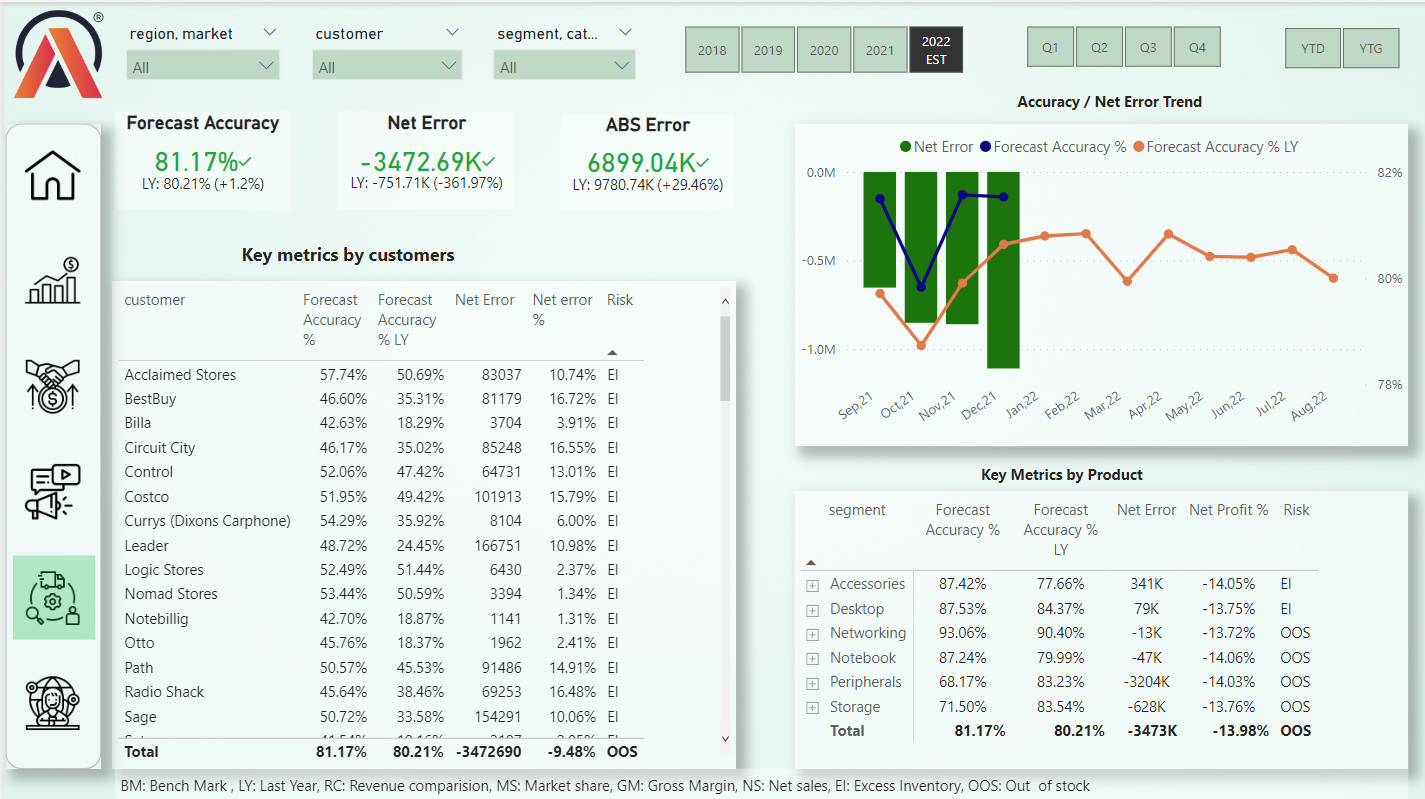 ®
region, market
customer
segment, cat...
All
All
All
2018
2019
2020
2021
2022
EST
Q1
Q2
Q3
Q4
YTD
YTG
Forecast Accuracy
81.17%
LY: 80.21% (+1.2%)
Net Error
-3472.69K
LY: -751.71K (-361.97%)
ABS Error
6899.04K
LY: 9780.74K (+29.46%)
Accuracy / Net Error Trend
Net Error Forecast Accuracy % Forecast Accuracy % LY
0.0M
-0.5M
-1.0M
82%
80%
78%
Sep,21
Oct,21
Nov,21
Dec,21
Jan,22
Feb,22
Mar,22
Apr,22
May,22
Jun,22
Jul,22
Aug,22
Key metrics by customers
customer Forecast Accuracy % Forecast Accuracy % LY Net Error Net error % Risk
Acclaimed Stores 57.74% 50.69% 83037 10.74% EI
BestBuy 46.60% 35.31% 81179 16.72% EI
Billa 42.63% 18.29% 3704 3.91% EI
Circuit City 46.17% 35.02% 85248 16.55% EI
Control 52.06% 47.42% 64731 13.01% EI
Costco 51.95% 49.42% 101913 15.79% EI
Currys (Dixons Carphone) 54.29% 35.92% 8104 6.00% EI
Leader 48.72% 24.45% 166751 10.98% EI
Logic Stores 52.49% 51.44% 6430 2.37% EI
Nomad Stores 53.44% 50.59% 3394 1.34% EI
Notebillig 42.70% 18.87% 1141 1.31% EI
Otto 45.76% 18.37% 1962 2.41% EI
Path 50.57% 45.53% 91486 14.91% EI
Radio Shack 45.64% 38.46% 69253 16.48% EI
Sage 50.72% 33.58% 154291 10.06% EI
Total 81.17% 80.21% -3472690 -9.48% OOS
Key Metrics by Product
segment Forecast Accuracy % Forecast Accuracy % LY Net Error Net Profit % Risk
Accessories 87.42% 77.66% 341K -14.05% EI
Desktop 87.53% 84.37% 79K -13.75% EI
Networking 93.06% 90.40% -13K -13.72% OOS
Notebook 87.24% 79.99% -47K -14.06% OOS
Peripherals 68.17% 83.23% -3204K -14.03% OOS
Storage 71.50% 83.54% -628K -13.76% OOS
Total 81.17% 80.21% -3473K -13.98% OOS
BM: Bench Mark , LY: Last Year, RC: Revenue comparision, MS: Market share, GM: Gross Margin, NS: Net sales, EI: Excess Inventory, OOS: Out of stock